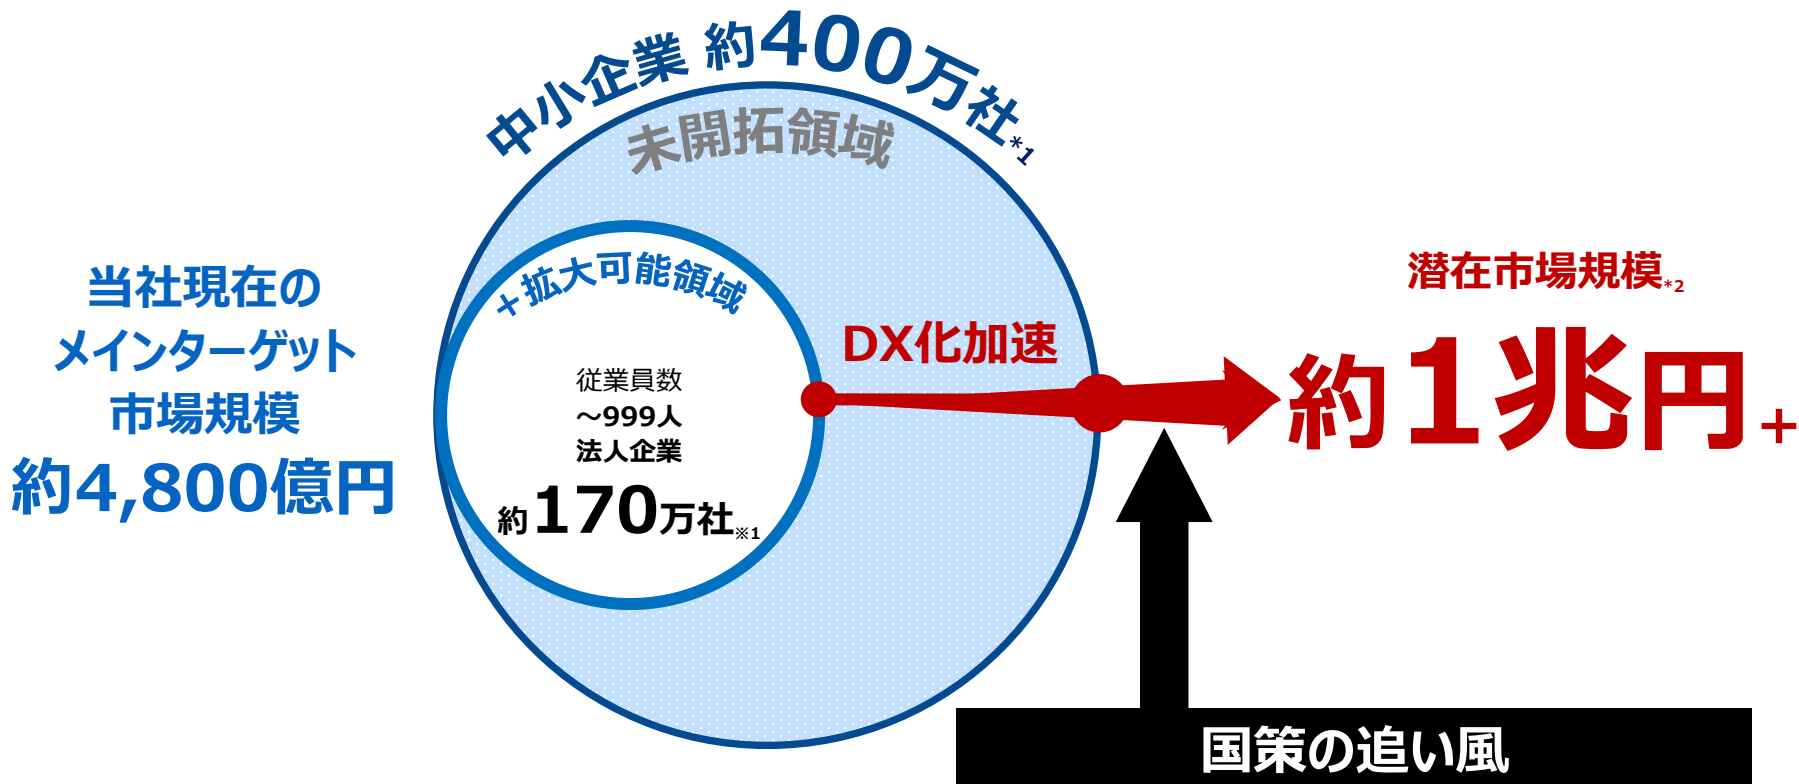 中小企業 約400万社*1
未開拓領域
当社現在の
メインターゲット
市場規模
約4,800億円
+拡大可能領域
従業員数
～999人
法人企業
約170万社※1
DX化加速
潜在市場規模*2
約1兆円+
国策の追い風